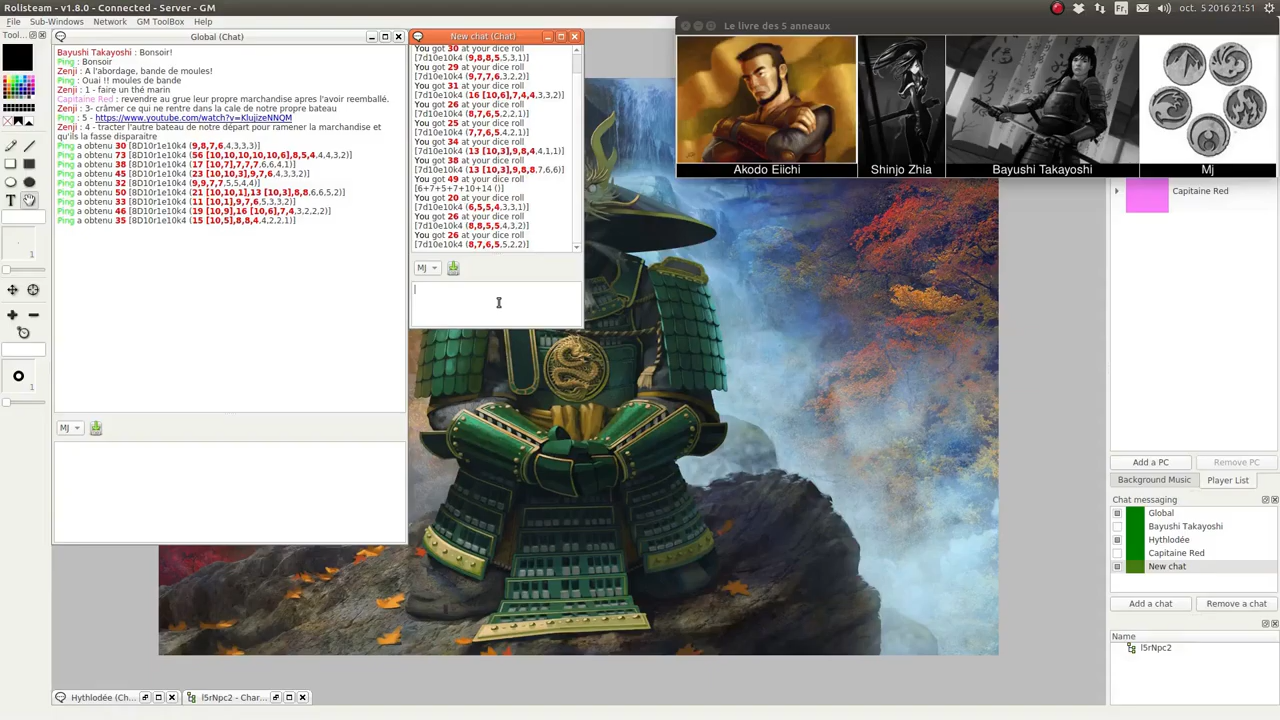 Rolisteam - v1.8.0 - Connected - Server - GM
Fr,
oct. 5 2016 21:51
File Sub-Windows Network GM ToolBox Help
Tool...
Global (Chat)
Bayushi Takayoshi : Bonsoir!
Ping : Bonsoir
Zenji : A l'abordage, bande de moules!
Ping : Ouai !! moules de bande
Zenji : 1 - faire un thé marin
Capitaine Red : revendre au grue leur propre marchandise apres l'avoir remballé.
Zenji : 3- crâmer ce qui ne rentre dans la cale de notre propre bateau
Ping : 5 - https://www.youtube.com/watch?v=KlujizeNNQM
Zenji : 4 - tracter l'autre bateau de notre départ pour ramener la marchandise et
qu'ils la fasse disparaitre
Ping a obtenu 30 [8D10r1e10k4 (9,8,7,6.4,3,3,3)]
Ping a obtenu 73 [8D10r1e10k4 (56 [10,10,10,10,10,6],8,5,4.4,4,3,2)]
Ping a obtenu 38 [8D10r1e10k4 (17 [10,7],7,7,7.6,6,4,1)]
Ping a obtenu 45 [8D10r1e10k4 (23 [10,10,3],9,7,6.4,3,3,2)]
Ping a obtenu 32 [8D10r1e10k4 (9,9,7,7.5,5,4,4)]
Ping a obtenu 50 [8D10r1e10k4 (21 [10,10,1],13 [10,3],8,8.6,6,5,2)]
Ping a obtenu 33 [8D10r1e10k4 (11 [10,1],9,7,6.5,3,3,2)]
Ping a obtenu 46 [8D10r1e10k4 (19 [10,9],16 [10,6],7,4.3,2,2,2)]
Ping a obtenu 35 [8D10r1e10k4 (15 [10,5],8,8,4.4,2,2,1)]
MJ
New chat (Chat)
You got 30 at your dice roll
[7d10e10k4 (9,8,8,5.5,3,1)]
You got 29 at your dice roll
[7d10e10k4 (9,7,7,6.3,2,2)]
You got 31 at your dice roll
[7d10e10k4 (16 [10,6],7,4,4.3,3,2)]
You got 26 at your dice roll
[7d10e10k4 (8,7,6,5.5,2,1)]
You got 25 at your dice roll
[7d10e10k4 (7,7,6,5.4,2,1)]
You got 34 at your dice roll
[7d10e10k4 (13 [10,3],9,8,4.4,1,1)]
You got 38 at your dice roll
[7d10e10k4 (13 [10,3],9,8,8.7,6,6)]
You got 49 at your dice roll
[6+7+5+7+10+14 ()]
You got 20 at your dice roll
[7d10e10k4 (6,5,5,4.3,3,1)]
You got 26 at your dice roll
[7d10e10k4 (8,8,5,5.4,3,2)]
You got 26 at your dice roll
[7d10e10k4 (8,7,6,5.5,2,2)]
MJ
Le livre des 5 anneaux
Akodo Eiichi
Shinjo Zhia
Bayushi Takayoshi
Mj
Capitaine Red
Add a PC
Remove PC
Background Music
Player List
Chat messaging
Global
Bayushi Takayoshi
Hythlodée
Capitaine Red
New chat
Add a chat
Remove a chat
Name
l5rNpc2
T
1
1
Hythlodée (Ch...
l5rNpc2 - Char...